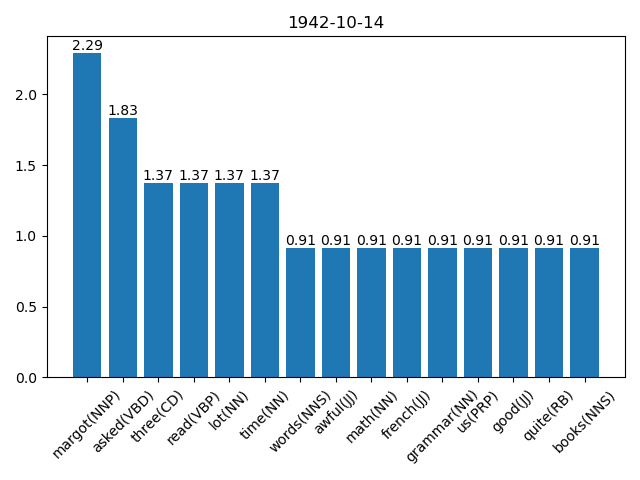 1942-10-14
2.29
1.83
1.37 1.37 1.37 1.37
0.91 0.91 0.91 0.91 0.91 0.91 0.91 0.91 0.91
2.0
1.5
1.0
0.5
0.0
margot(NNP)
asked(VBD)
three(CD)
read(VBP)
lot(NN)
time(NN)
words(NNS)
awful(JJ)
math(NN)
french(JJ)
grammar(NN)
us(PRP)
good(JJ)
quite(RB)
books(NNS)